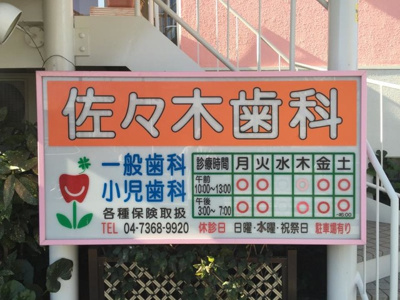 佐々木歯科
一般歯科
小児歯科
各種保険取扱
TEL 04-7368-9920
診療時間 月 火 水 木 金 土
午前 10:00〜13:00 ○ ○ ○ ○ ○
午後 3:00〜7:00 ○ ○ ○ ○ ○
休診日 日曜・水曜・祝祭日 駐車場有り